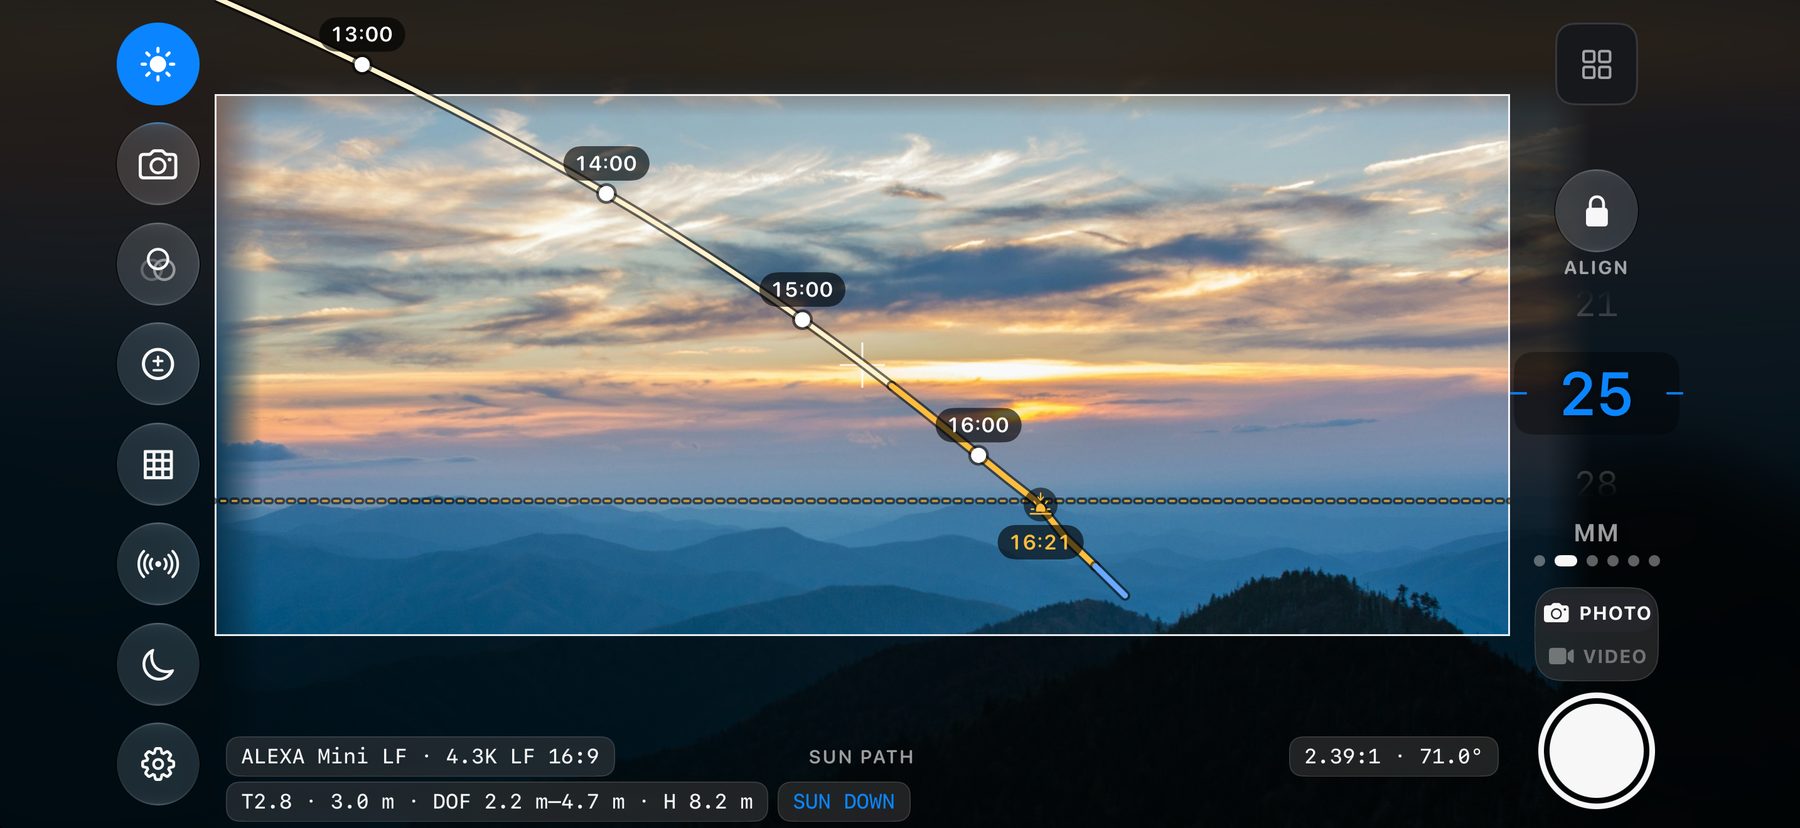 13:00
14:00
15:00
16:00
16:21
ALIGN
21
25
28
MM
PHOTO
VIDEO
ALEXA Mini LF · 4.3K LF 16:9
SUN PATH
2.39:1 · 71.0°
T2.8 · 3.0 m · DOF 2.2 m–4.7 m · H 8.2 m
SUN DOWN